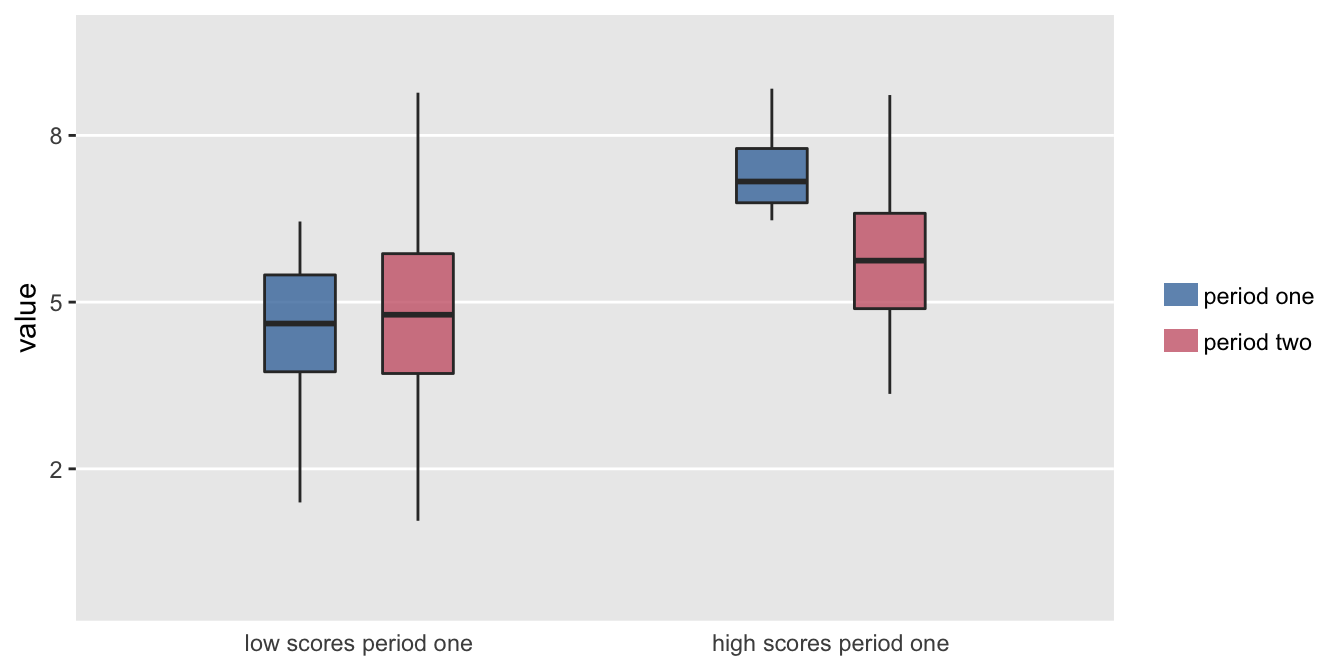 value
8
5
2
low scores period one
high scores period one
period one
period two